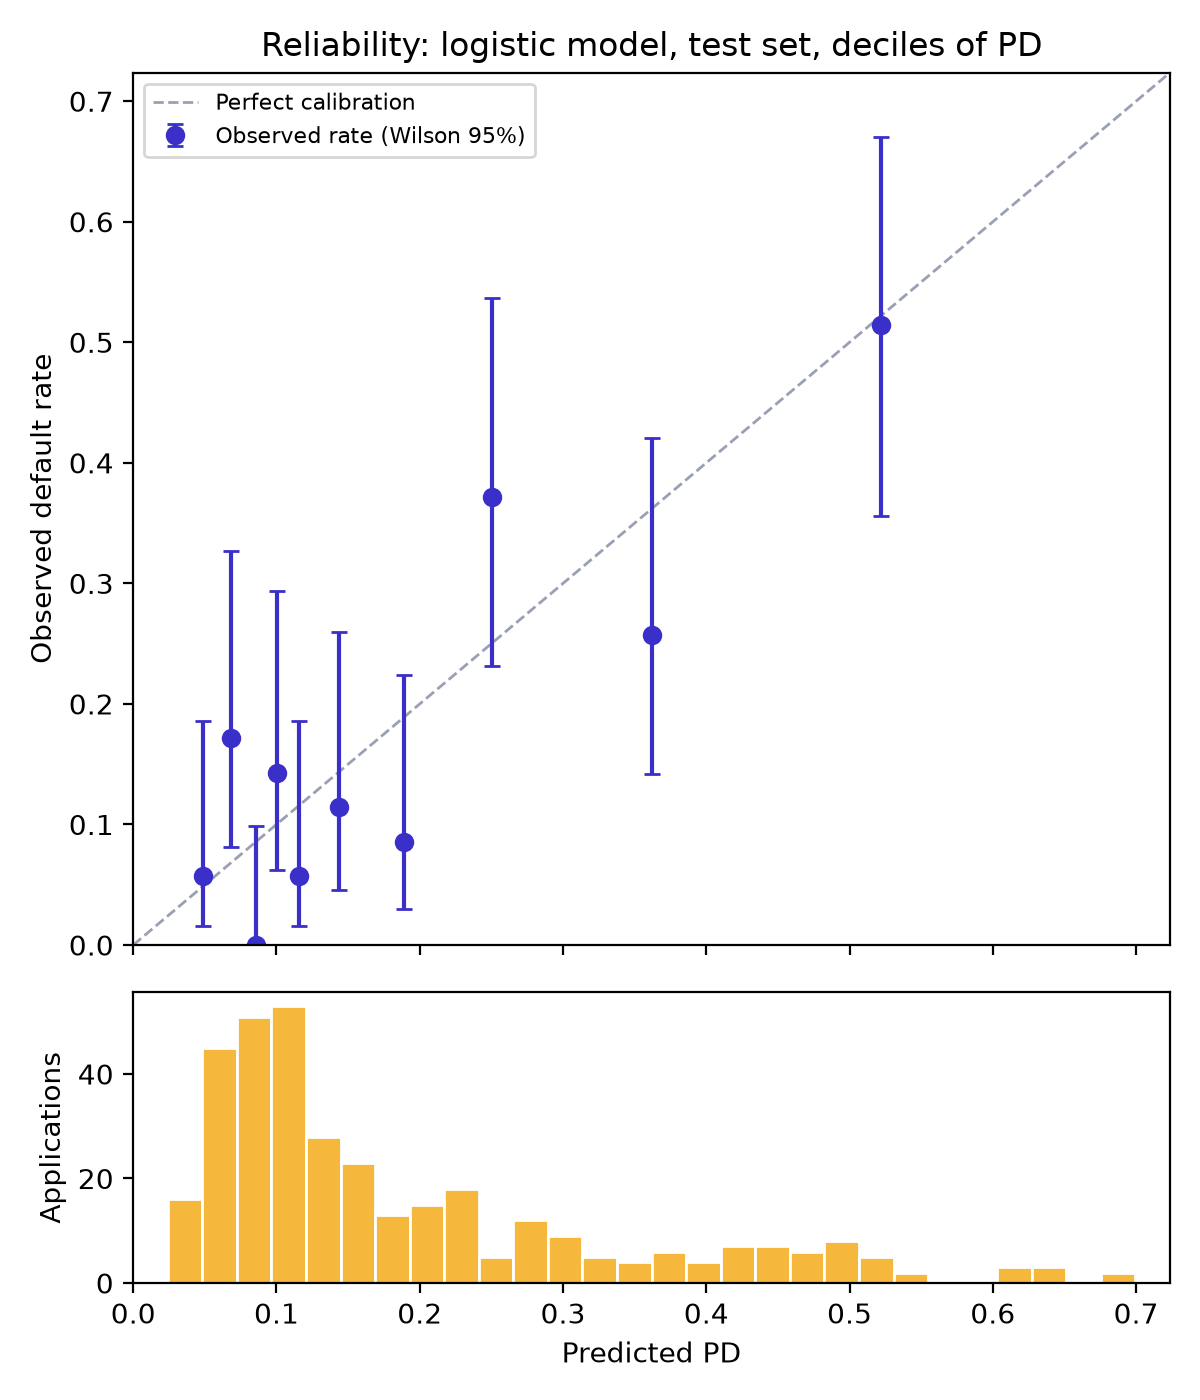 Reliability: logistic model, test set, deciles of PD
Perfect calibration
Observed rate (Wilson 95%)
Observed default rate
0.7
0.6
0.5
0.4
0.3
0.2
0.1
0.0
Applications
40
20
0
0.0 0.1 0.2 0.3 0.4 0.5 0.6 0.7
Predicted PD